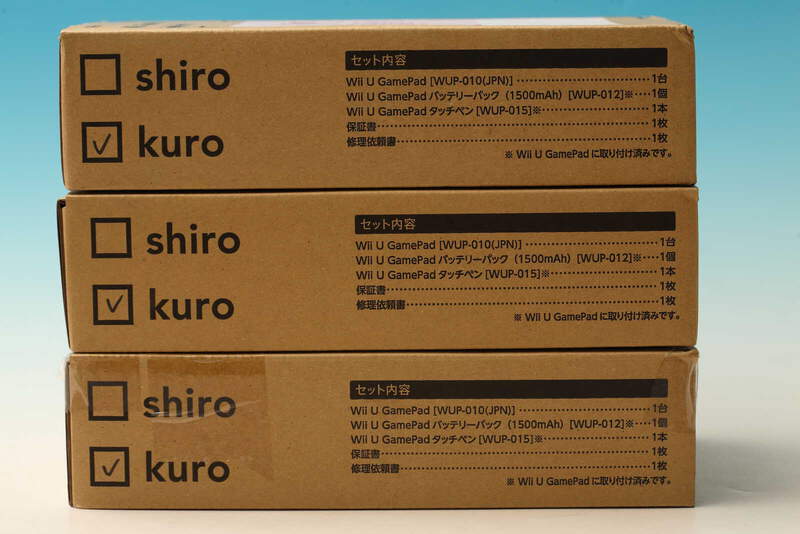 shiro
kuro
セット内容
Wii U GamePad [WUP-010(JPN)] ……………………1台
Wii U GamePad バッテリーパック（1500mAh）[WUP-012]※…1個
Wii U GamePad タッチペン [WUP-015]※………………1本
保証書……………………………………………………1枚
修理依頼書………………………………………………1枚
※ Wii U GamePad に取り付け済みです。
shiro
kuro
セット内容
Wii U GamePad [WUP-010(JPN)] ……………………1台
Wii U GamePad バッテリーパック（1500mAh）[WUP-012]※…1個
Wii U GamePad タッチペン [WUP-015]※………………1本
保証書……………………………………………………1枚
修理依頼書………………………………………………1枚
※ Wii U GamePad に取り付け済みです。
shiro
kuro
セット内容
Wii U GamePad [WUP-010(JPN)] ……………………1台
Wii U GamePad バッテリーパック（1500mAh）[WUP-012]※…1個
Wii U GamePad タッチペン [WUP-015]※………………1本
保証書……………………………………………………1枚
修理依頼書………………………………………………1枚
※ Wii U GamePad に取り付け済みです。